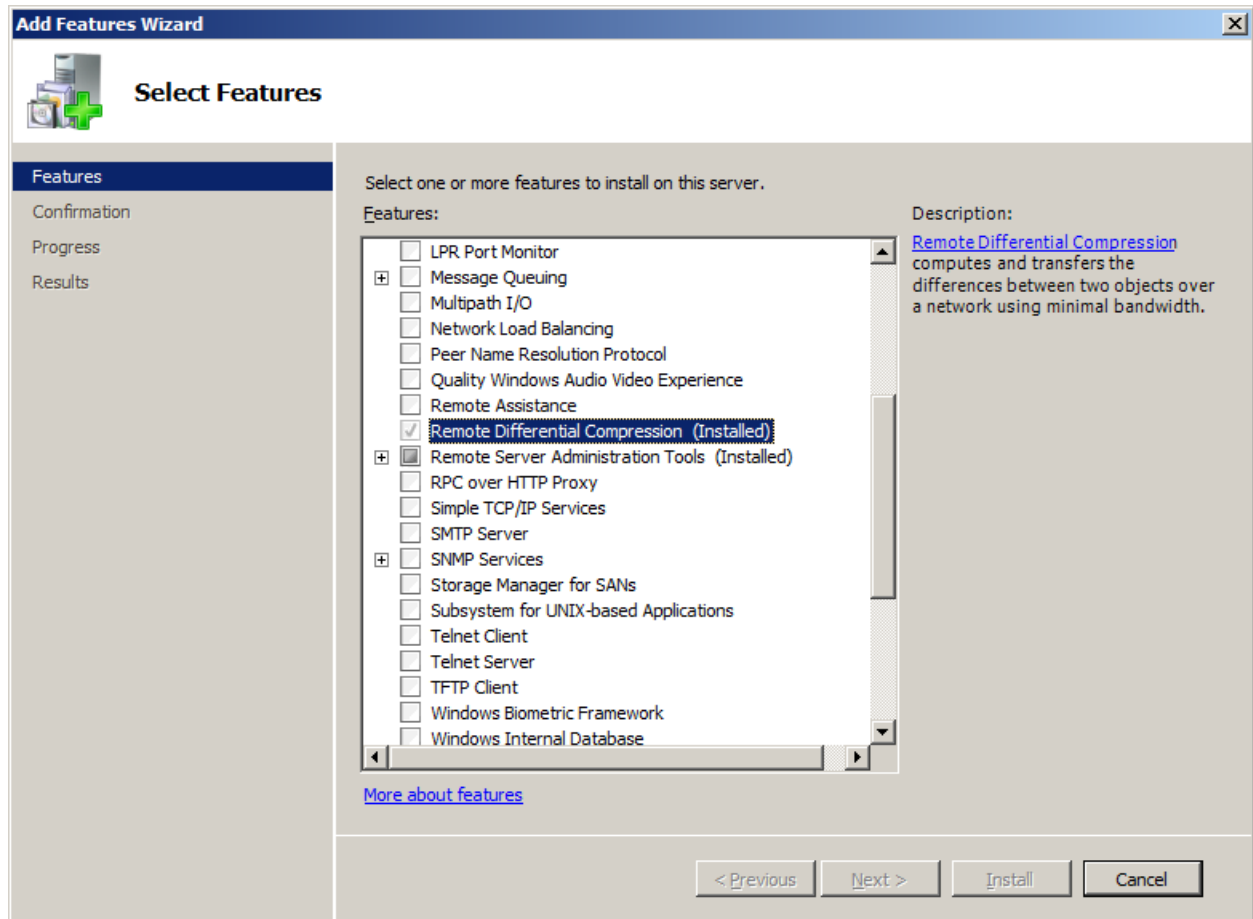 Add Features Wizard
Select Features
Features
Confirmation
Progress
Results
Select one or more features to install on this server.
Features:
LPR Port Monitor
Message Queuing
Multipath I/O
Network Load Balancing
Peer Name Resolution Protocol
Quality Windows Audio Video Experience
Remote Assistance
Remote Differential Compression (Installed)
Remote Server Administration Tools (Installed)
RPC over HTTP Proxy
Simple TCP/IP Services
SMTP Server
SNMP Services
Storage Manager for SANs
Subsystem for UNIX-based Applications
Telnet Client
Telnet Server
TFTP Client
Windows Biometric Framework
Windows Internal Database
More about features
Description:
Remote Differential Compression
computes and transfers the
differences between two objects over
a network using minimal bandwidth.
< Previous
Next >
Install
Cancel